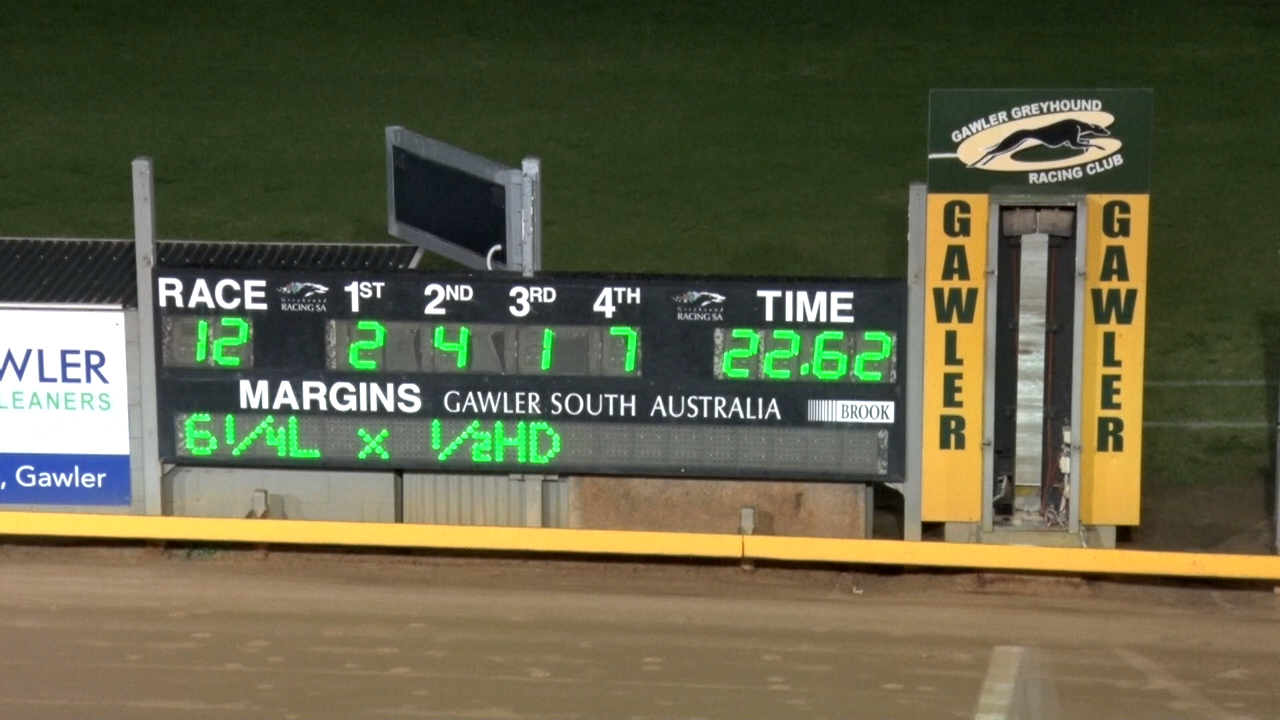 GAWLER GREYHOUND
RACING CLUB
GAWLER
GAWLER
RACE
Greyhound
RACING SA
1ST
2ND
3RD
4TH
Greyhound
RACING SA
TIME
12
2
4
1
7
22.62
MARGINS
GAWLER SOUTH AUSTRALIA
BROOK
6 1/4L x 1/2HD
WLER
LEANERS
, Gawler